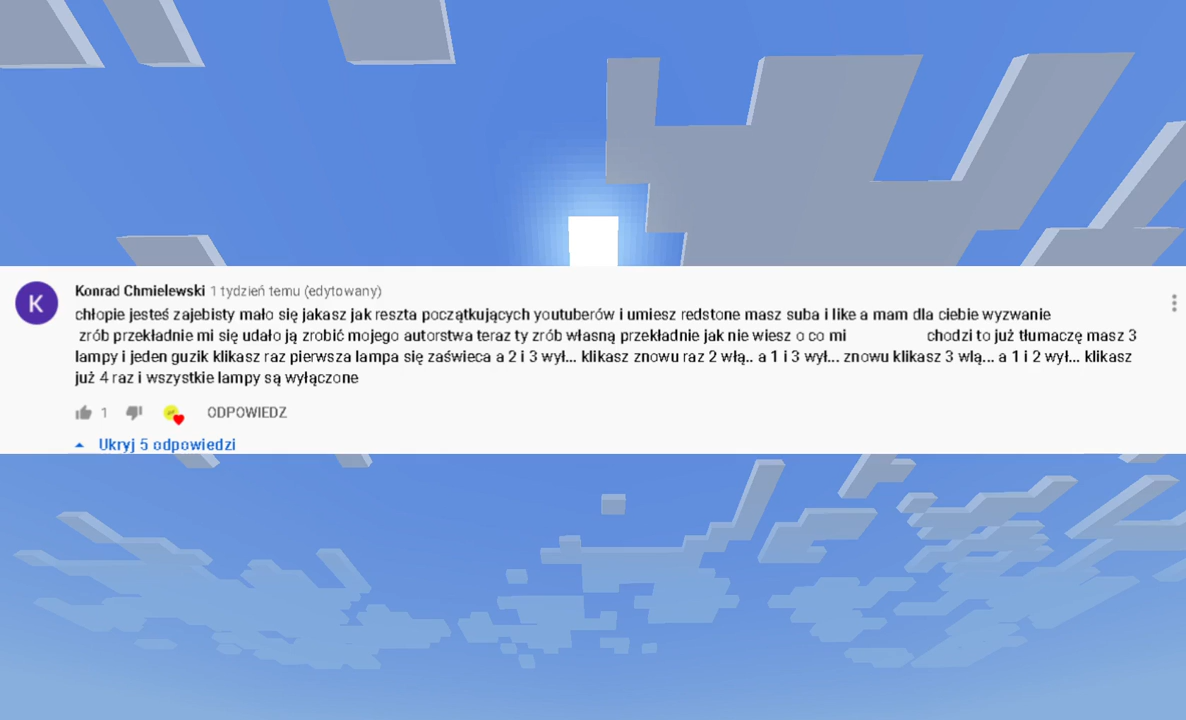 K
Konrad Chmielewski 1 tydzień temu (edytowany)
chłopie jesteś zajebisty mało się jakasz jak reszta początkujących youtuberów i umiesz redstone masz suba i like a mam dla ciebie wyzwanie
zrób przekładnie mi się udało ją zrobić mojego autorstwa teraz ty zrób własną przekładnie jak nie wiesz o co mi chodzi to już tłumaczę masz 3
lampy i jeden guzik klikasz raz pierwsza lampa się zaświeca a 2 i 3 wył... klikasz znowu raz 2 włą.. a 1 i 3 wył... znowu klikasz 3 włą... a 1 i 2 wył... klikasz
już 4 raz i wszystkie lampy są wyłączone
1 ODPOWIEDZ
Ukryj 5 odpowiedzi